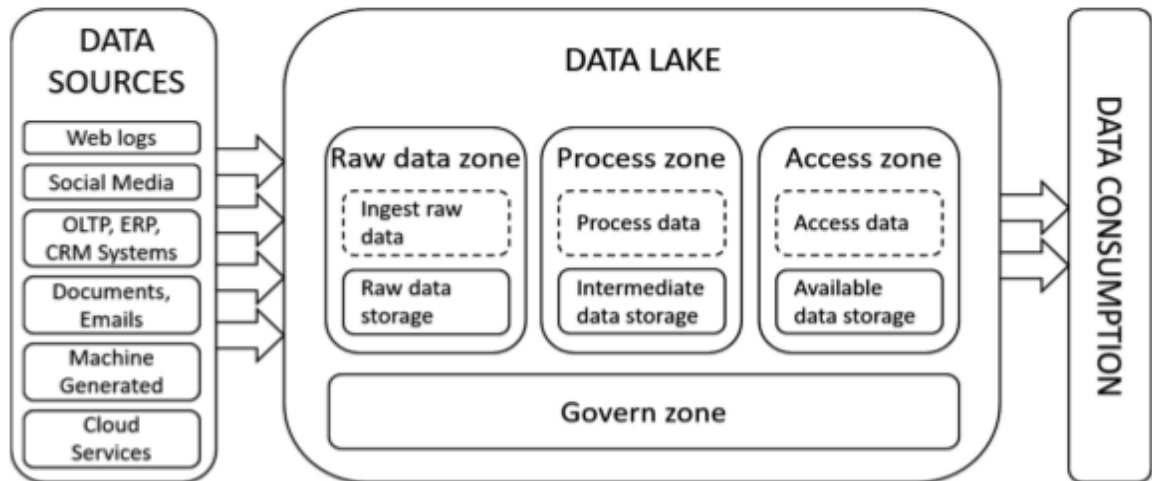 DATA
SOURCES
Web logs
Social Media
OLTP, ERP,
CRM Systems
Documents,
Emails
Machine
Generated
Cloud
Services
DATA LAKE
Raw data zone
Ingest raw
data
Raw data
storage
Process zone
Process data
Intermediate
data storage
Access zone
Access data
Available
data storage
Govern zone
DATA CONSUMPTION